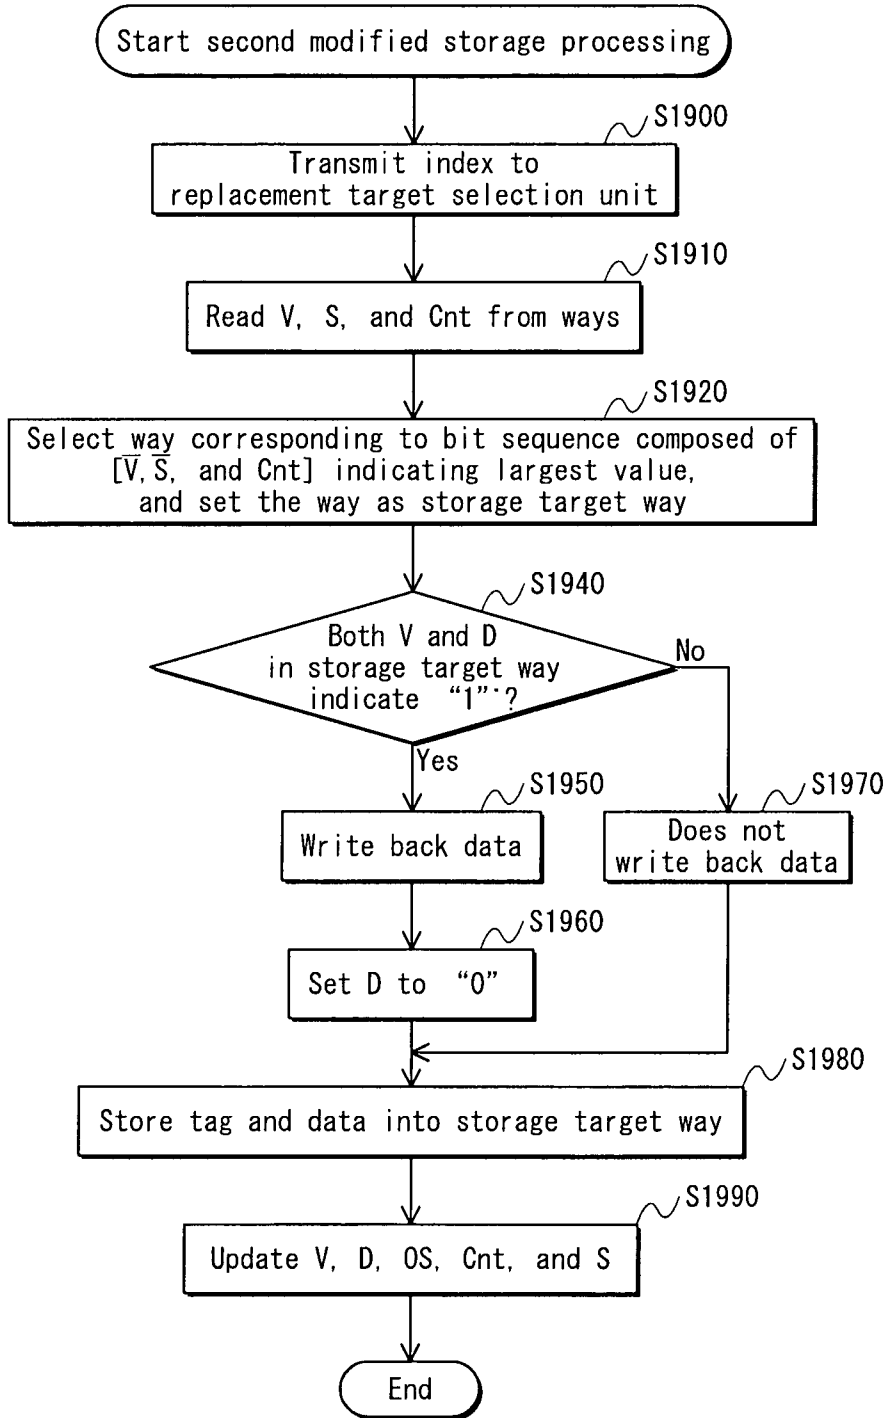 Start second modified storage processing
S1900
Transmit index to
replacement target selection unit
S1910
Read V, S, and Cnt from ways
S1920
Select way corresponding to bit sequence composed of
[V̅, S̅, and Cnt] indicating largest value,
and set the way as storage target way
S1940
Both V and D
in storage target way
indicate “1”?
No
Yes
S1950
Write back data
S1970
Does not
write back data
S1960
Set D to “0”
S1980
Store tag and data into storage target way
S1990
Update V, D, OS, Cnt, and S
End